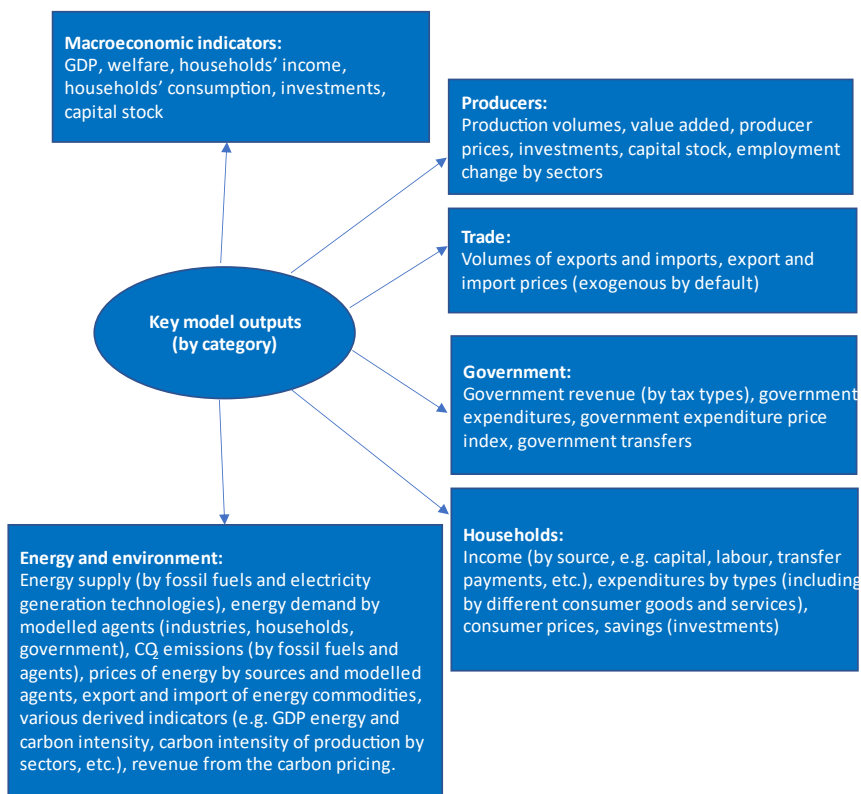 Macroeconomic indicators:
GDP, welfare, households' income,
households' consumption, investments,
capital stock
Producers:
Production volumes, value added, producer
prices, investments, capital stock, employment
change by sectors
Trade:
Volumes of exports and imports, export and
import prices (exogenous by default)
Key model outputs
(by category)
Government:
Government revenue (by tax types), government
expenditures, government expenditure price
index, government transfers
Households:
Income (by source, e.g. capital, labour, transfer
payments, etc.), expenditures by types (including
by different consumer goods and services),
consumer prices, savings (investments)
Energy and environment:
Energy supply (by fossil fuels and electricity
generation technologies), energy demand by
modelled agents (industries, households,
government), CO₂ emissions (by fossil fuels and
agents), prices of energy by sources and modelled
agents, export and import of energy commodities,
various derived indicators (e.g. GDP energy and
carbon intensity, carbon intensity of production by
sectors, etc.), revenue from the carbon pricing.